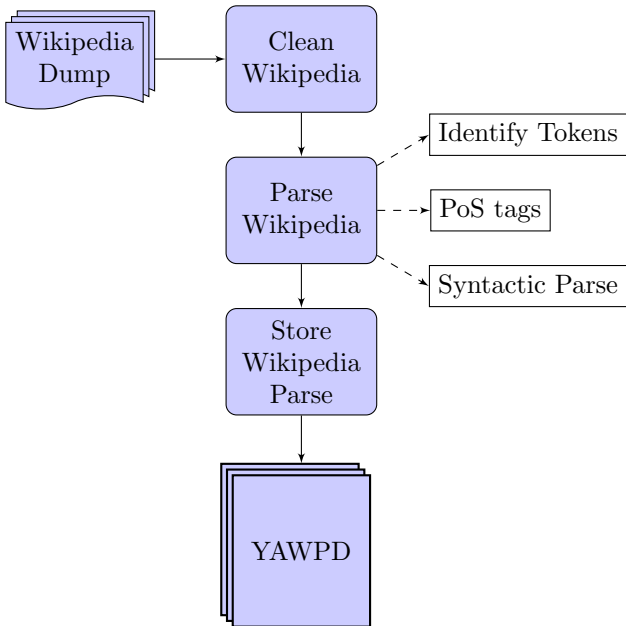 Wikipedia
Dump
Clean
Wikipedia
Identify Tokens
Parse
Wikipedia
PoS tags
Syntactic Parse
Store
Wikipedia
Parse
YAWPD